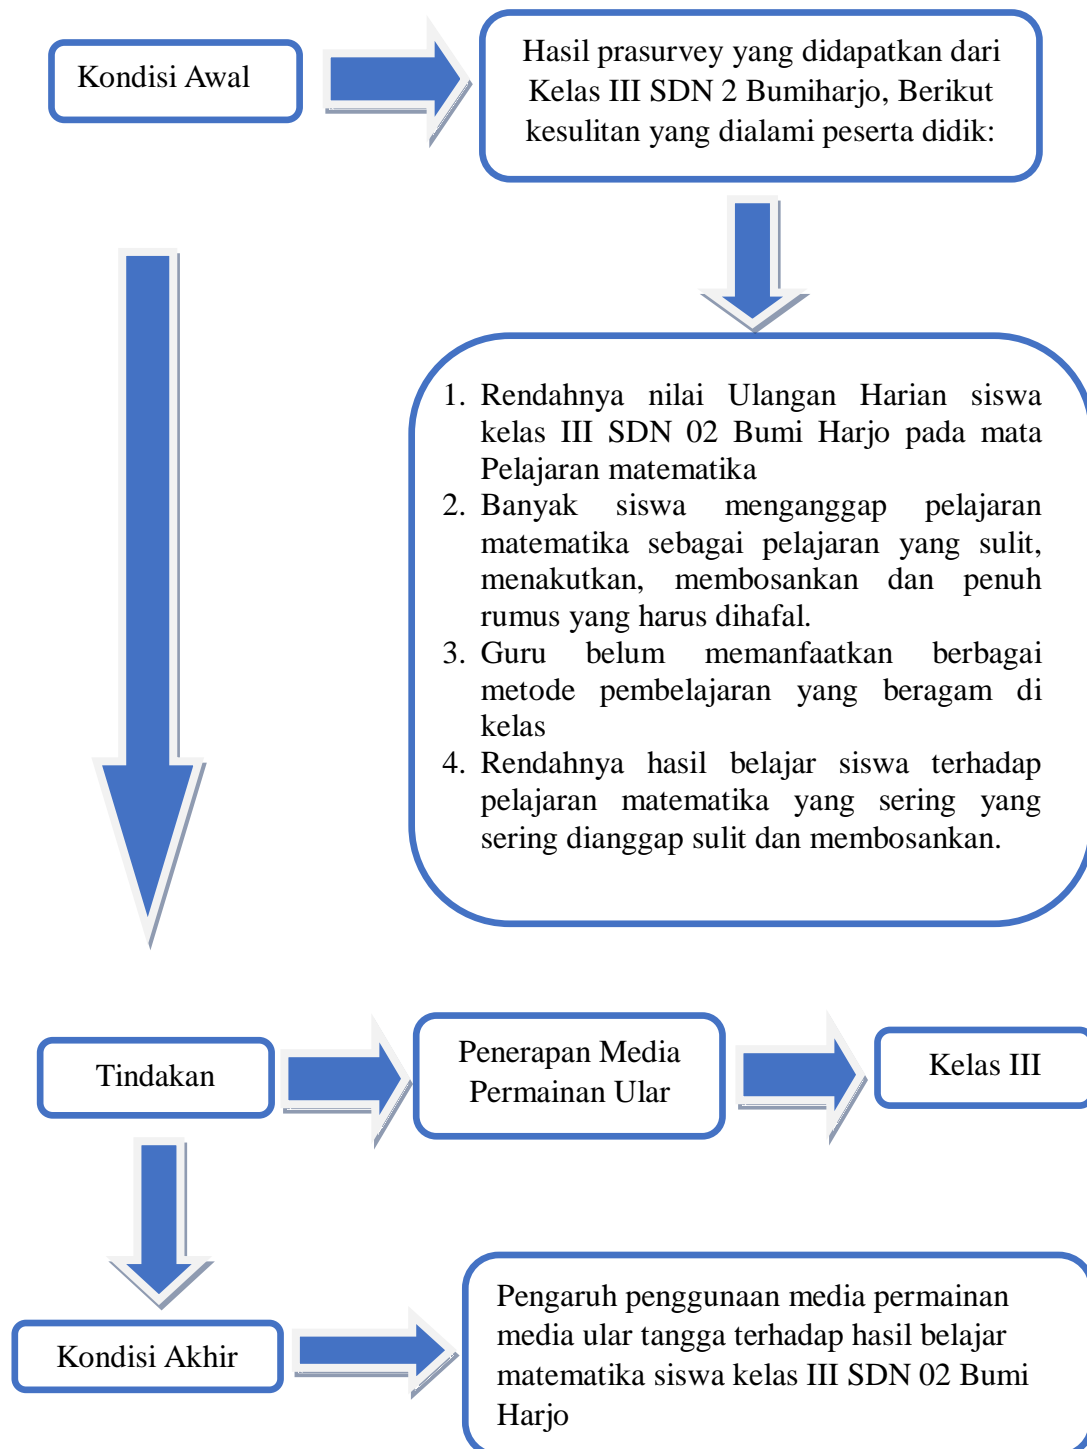 Kondisi Awal
Hasil prasurvey yang didapatkan dari
Kelas III SDN 2 Bumiharjo, Berikut
kesulitan yang dialami peserta didik:
1. Rendahnya nilai Ulangan Harian siswa
kelas III SDN 02 Bumi Harjo pada mata
Pelajaran matematika
2. Banyak siswa menganggap pelajaran
matematika sebagai pelajaran yang sulit,
menakutkan, membosankan dan penuh
rumus yang harus dihafal.
3. Guru belum memanfaatkan berbagai
metode pembelajaran yang beragam di
kelas
4. Rendahnya hasil belajar siswa terhadap
pelajaran matematika yang sering yang
sering dianggap sulit dan membosankan.
Tindakan
Penerapan Media
Permainan Ular
Kelas III
Kondisi Akhir
Pengaruh penggunaan media permainan
media ular tangga terhadap hasil belajar
matematika siswa kelas III SDN 02 Bumi
Harjo